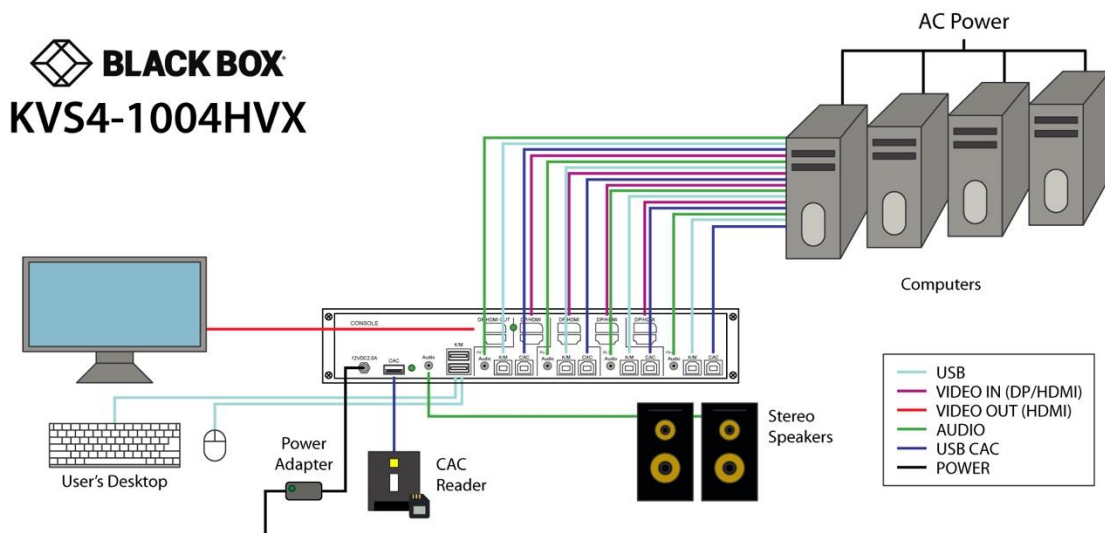 BLACK BOX
KVS4-1004HVX
AC Power
Computers
CONSOLE
DP/HDMI OUT
DP/HDMI
DP/HDMI
DP/HDMI
DP/HDMI
K/M
12VDC2.0A
CAC
Audio
Audio
K/M
CAC
Audio
K/M
CAC
Audio
K/M
CAC
Audio
K/M
CAC
User's Desktop
Power
Adapter
CAC
Reader
Stereo
Speakers
USB
VIDEO IN (DP/HDMI)
VIDEO OUT (HDMI)
AUDIO
USB CAC
POWER